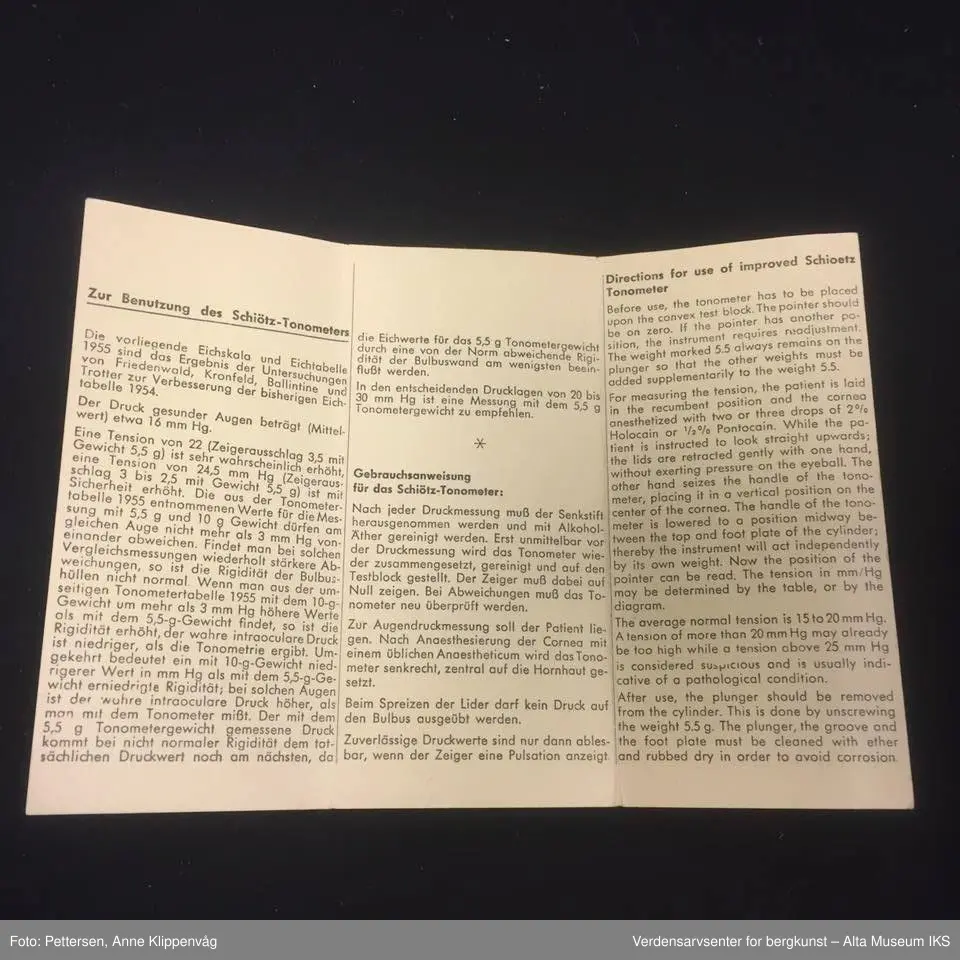 Zur Benutzung des Schiötz-Tonometers
Die vorliegende Eichskala und Eichtabelle
1955 sind das Ergebnis der Untersuchungen
von Friedenwald, Kronfeld, Ballintine und
Trotter zur Verbesserung der bisherigen Eich-
tabelle 1954.
Der Druck gesunder Augen beträgt (Mittel-
wert) etwa 16 mm Hg.
Eine Tension von 22 (Zeigerausschlag 3,5 mit
Gewicht 5,5 g) ist sehr wahrscheinlich erhöht,
eine Tension von 24,5 mm Hg (Zeigeraus-
schlag 3 bis 2,5 mit Gewicht 5,5 g) ist mit
Sicherheit erhöht. Die aus der Tonometer-
tabelle 1955 entnommenen Werte für die Mes-
sung mit 5,5 g und 10 g Gewicht dürfen am
gleichen Auge nicht mehr als 3 mm Hg von-
einander abweichen. Findet man bei solchen
Vergleichsmessungen wiederholt stärkere Ab-
weichungen, so ist die Rigidität der Bulbus-
hüllen nicht normal. Wenn man aus der um-
seitigen Tonometertabelle 1955 mit dem 10-g-
Gewicht um mehr als 3 mm Hg höhere Werte
als mit dem 5,5-g-Gewicht findet, so ist die
Rigidität erhöht, der wahre intraoculare Druck
ist niedriger, als die Tonometrie ergibt. Um-
gekehrt bedeutet ein mit 10-g-Gewicht nied-
rigerer Wert in mm Hg als mit dem 5,5-g-Ge-
wicht erniedrigte Rigidität; bei solchen Augen
ist der wahre intraoculare Druck höher, als
man mit dem Tonometer mißt. Der mit dem
5,5 g Tonometergewicht gemessene Druck
kommt bei nicht normaler Rigidität dem tat-
sächlichen Druckwert noch am nächsten, da
die Eichwerte für das 5,5 g Tonometergewicht
durch eine von der Norm abweichende Rigi-
dität der Bulbuswand am wenigsten beein-
flußt werden.
In den entscheidenden Drucklagen von 20 bis
30 mm Hg ist eine Messung mit dem 5,5 g
Tonometergewicht zu empfehlen.
*
Gebrauchsanweisung
für das Schiötz-Tonometer:
Nach jeder Druckmessung muß der Senkstift
herausgenommen werden und mit Alkohol-
Äther gereinigt werden. Erst unmittelbar vor
der Druckmessung wird das Tonometer wie-
der zusammengesetzt, gereinigt und auf den
Testblock gestellt. Der Zeiger muß dabei auf
Null zeigen. Bei Abweichungen muß das To-
nometer neu überprüft werden.
Zur Augendruckmessung soll der Patient lie-
gen. Nach Anaesthesierung der Cornea mit
einem üblichen Anaestheticum wird das Tono-
meter senkrecht, zentral auf die Hornhaut ge-
setzt.
Beim Spreizen der Lider darf kein Druck auf
den Bulbus ausgeübt werden.
Zuverlässige Druckwerte sind nur dann ables-
bar, wenn der Zeiger eine Pulsation anzeigt.
Directions for use of improved Schioetz
Tonometer
Before use, the tonometer has to be placed
upon the convex test block. The pointer should
be on zero. If the pointer has another po-
sition, the instrument requires readjustment.
The weight marked 5.5 always remains on the
plunger so that the other weights must be
added supplementarily to the weight 5.5.
For measuring the tension, the patient is laid
in the recumbent position and the cornea
anesthetized with two or three drops of 2%
Holocain or ½% Pontocain. While the pa-
tient is instructed to look straight upwards;
the lids are retracted gently with one hand,
without exerting pressure on the eyeball. The
other hand seizes the handle of the tono-
meter, placing it in a vertical position on the
center of the cornea. The handle of the tono-
meter is lowered to a position midway be-
tween the top and foot plate of the cylinder;
thereby the instrument will act independently
by its own weight. Now the position of the
pointer can be read. The tension in mm/Hg
may be determined by the table, or by the
diagram.
The average normal tension is 15 to 20 mm Hg.
A tension of more than 20 mm Hg may already
be too high while a tension above 25 mm Hg
is considered suspicious and is usually indi-
cative of a pathological condition.
After use, the plunger should be removed
from the cylinder. This is done by unscrewing
the weight 5.5 g. The plunger, the groove and
the foot plate must be cleaned with ether
and rubbed dry in order to avoid corrosion.
Foto: Pettersen, Anne Klippenvåg
Verdensarvsenter for bergkunst – Alta Museum IKS